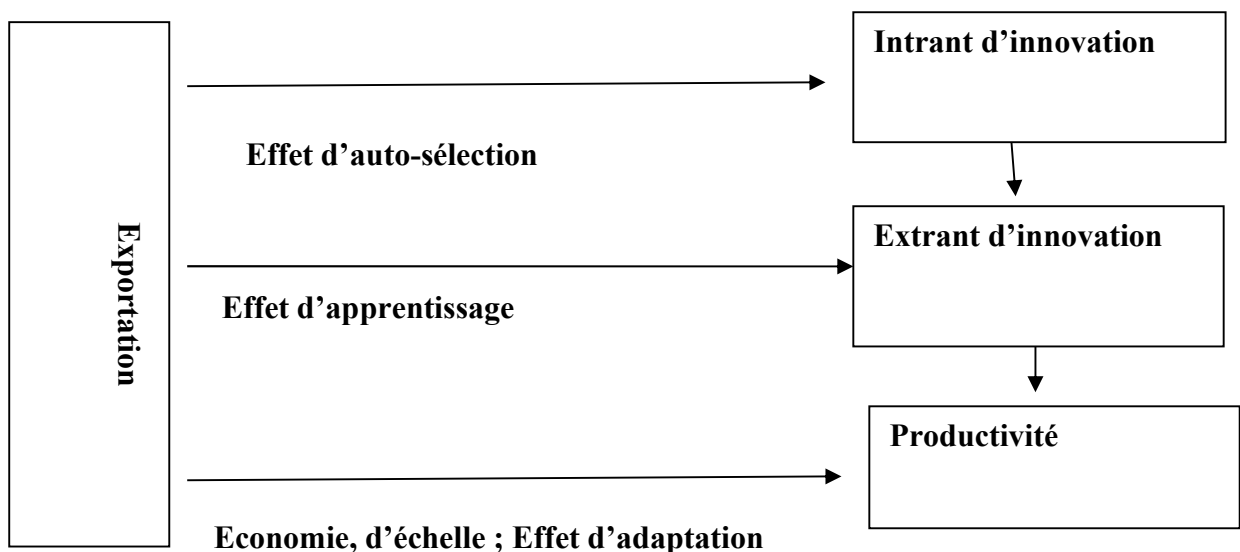 Intrant d’innovation
Effet d’auto-sélection
Exportation
Extrant d’innovation
Effet d’apprentissage
Productivité
Economie, d’échelle ; Effet d’adaptation